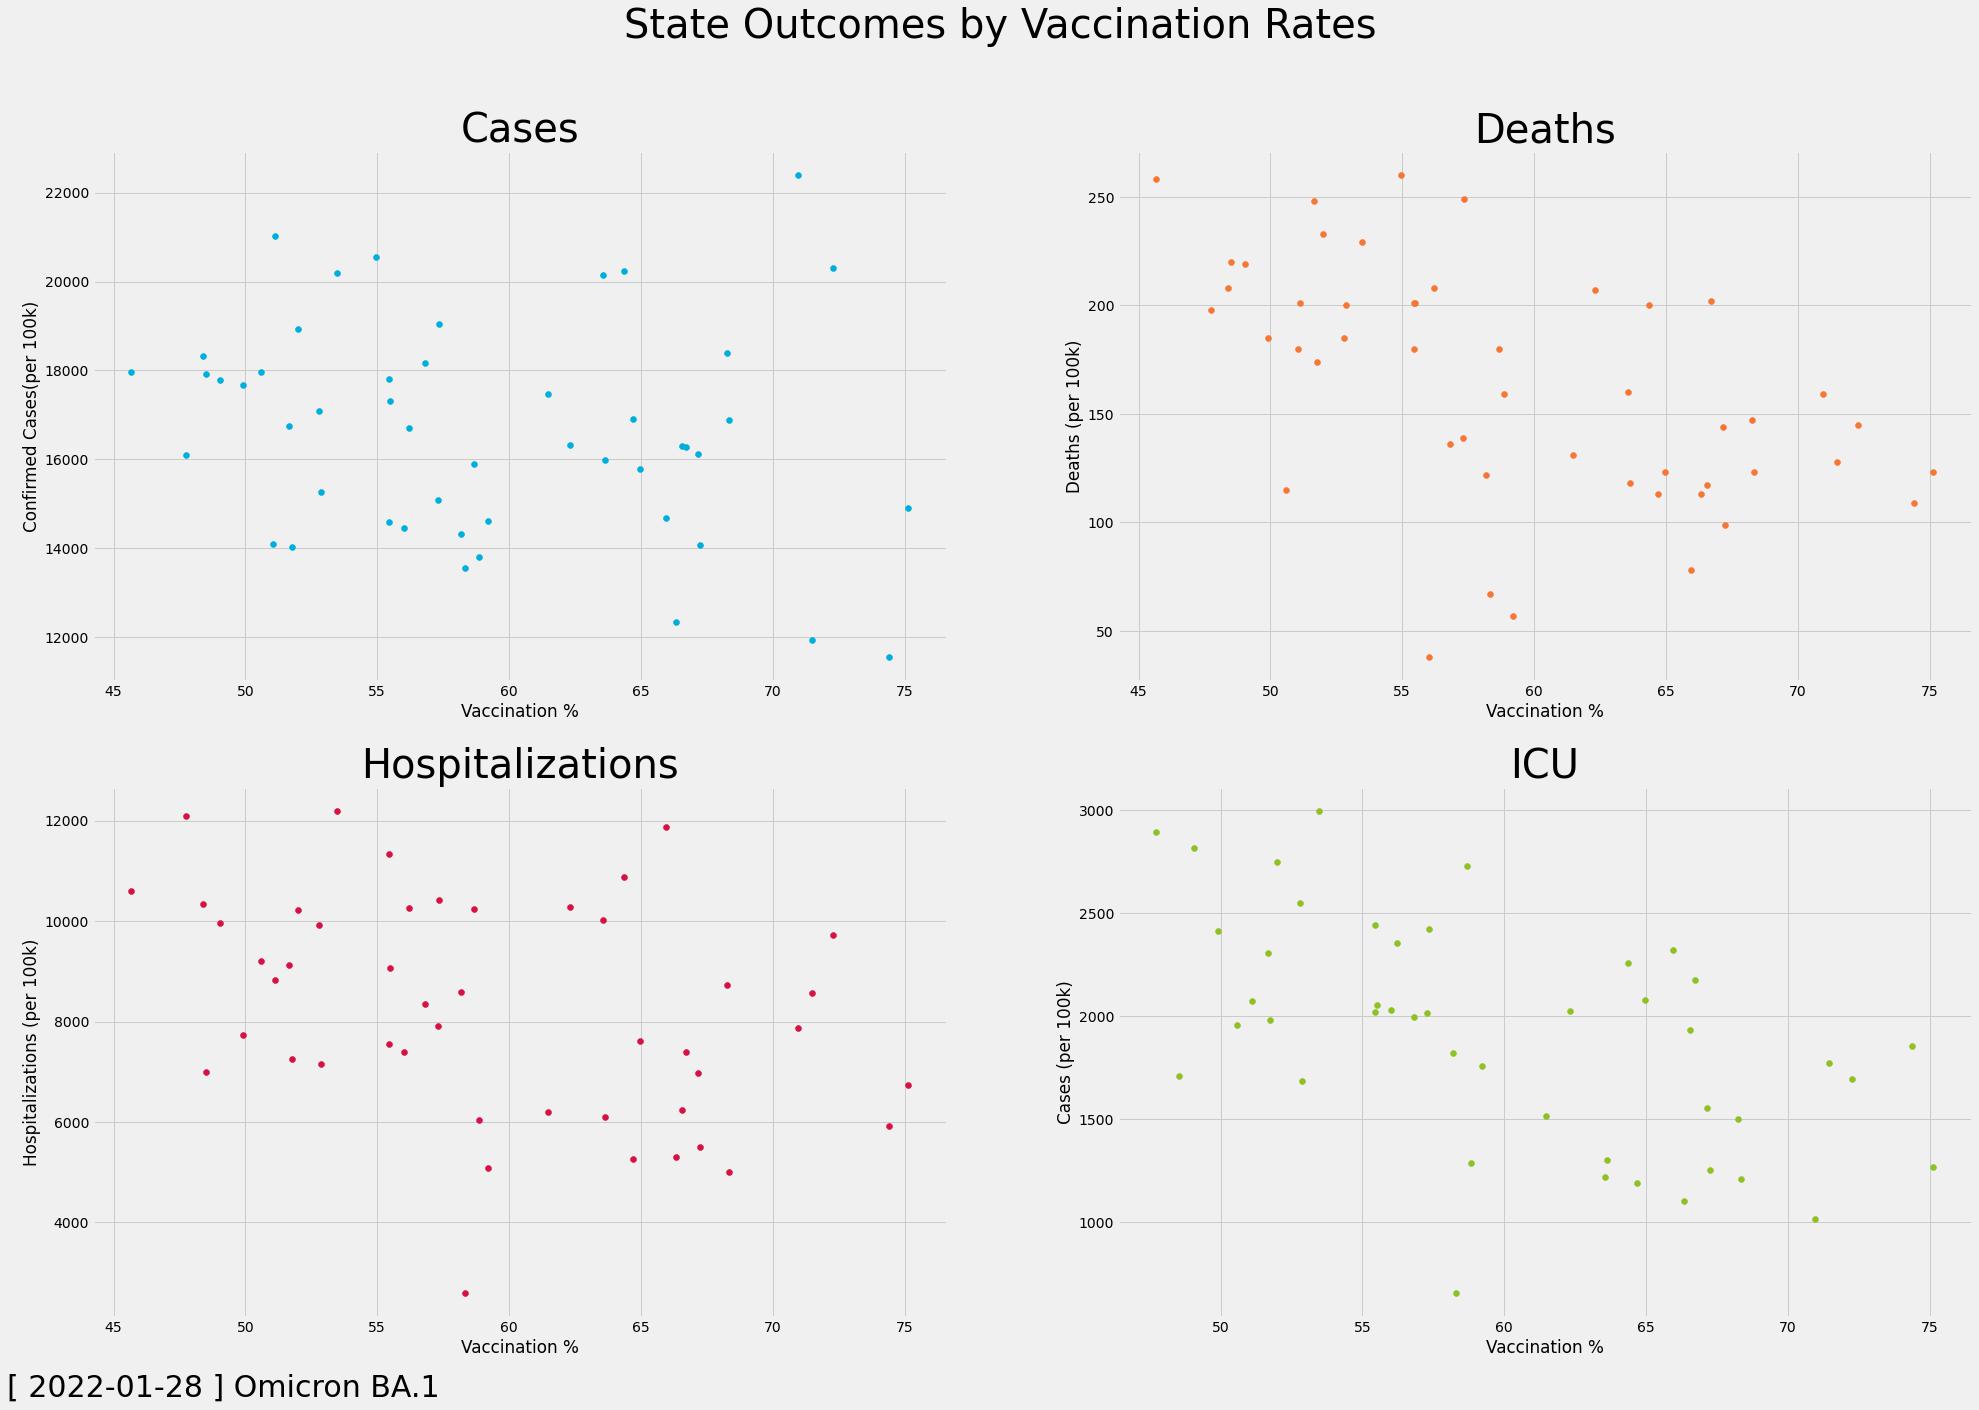 State Outcomes by Vaccination Rates
Cases
Confirmed Cases(per 100k)
22000
20000
18000
16000
14000
12000
45 50 55 60 65 70 75
Vaccination %
Deaths
Deaths (per 100k)
250
200
150
100
50
45 50 55 60 65 70 75
Vaccination %
Hospitalizations
Hospitalizations (per 100k)
12000
10000
8000
6000
4000
45 50 55 60 65 70 75
Vaccination %
ICU
Cases (per 100k)
3000
2500
2000
1500
1000
50 55 60 65 70 75
Vaccination %
[ 2022-01-28 ] Omicron BA.1